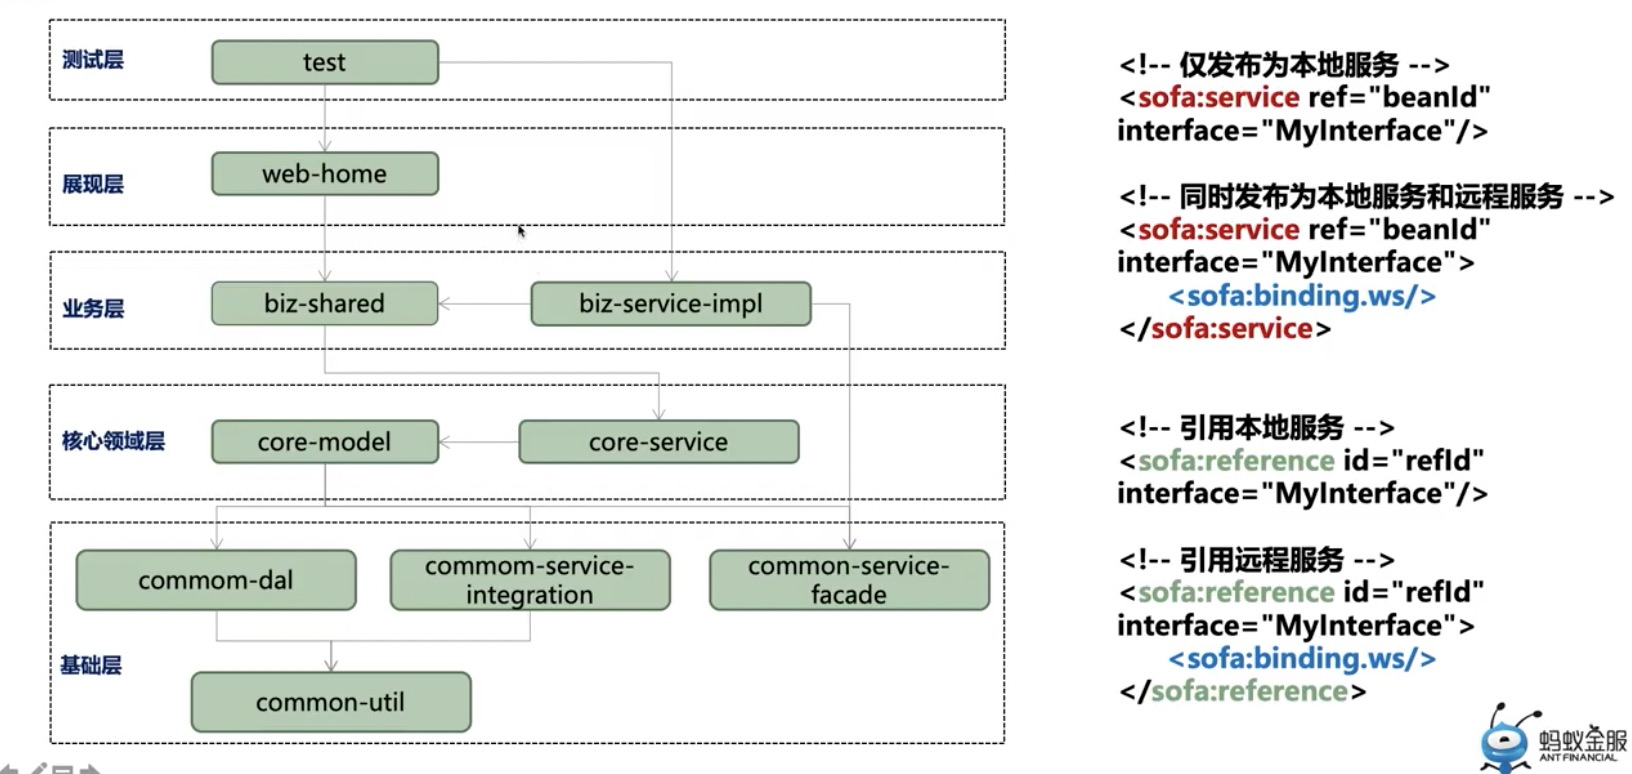 测试层
test
展现层
web-home
业务层
biz-shared
biz-service-impl
核心领域层
core-model
core-service
commom-dal
commom-service-
integration
common-service-
facade
基础层
common-util
<!-- 仅发布为本地服务 -->
<sofa:service ref="beanId"
interface="MyInterface"/>
<!-- 同时发布为本地服务和远程服务 -->
<sofa:service ref="beanId"
interface="MyInterface">
<sofa:binding.ws/>
</sofa:service>
<!-- 引用本地服务 -->
<sofa:reference id="refId"
interface="MyInterface"/>
<!-- 引用远程服务 -->
<sofa:reference id="refId"
interface="MyInterface">
<sofa:binding.ws/>
</sofa:reference>
蚂蚁金服
ANT FINANCIAL